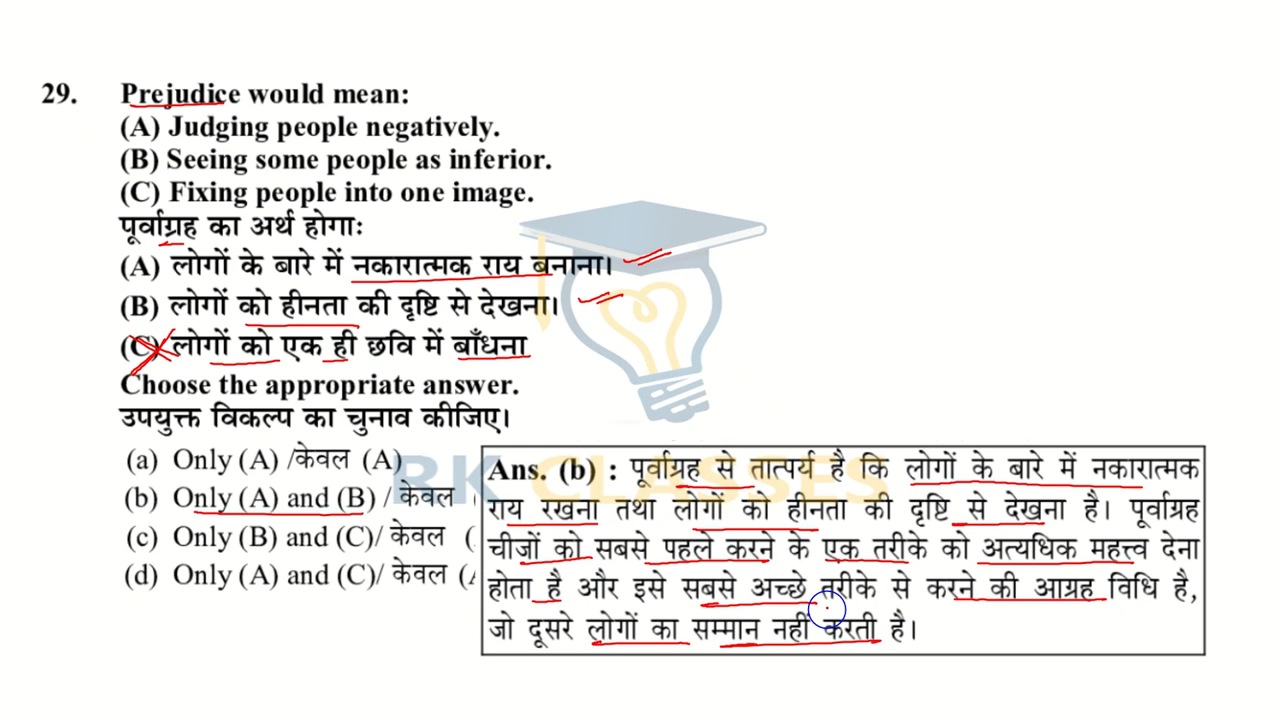 29. Prejudice would mean:
(A) Judging people negatively.
(B) Seeing some people as inferior.
(C) Fixing people into one image.
पूर्वाग्रह का अर्थ होगाः
(A) लोगों के बारे में नकारात्मक राय बनाना।
(B) लोगों को हीनता की दृष्टि से देखना।
(C) लोगों को एक ही छवि में बाँधना
Choose the appropriate answer.
उपयुक्त विकल्प का चुनाव कीजिए।
(a) Only (A) /केवल (A)
(b) Only (A) and (B) / केवल
(c) Only (B) and (C)/ केवल (
(d) Only (A) and (C)/ केवल (A
Ans. (b) : पूर्वाग्रह से तात्पर्य है कि लोगों के बारे में नकारात्मक
राय रखना तथा लोगों को हीनता की दृष्टि से देखना है। पूर्वाग्रह
चीजों को सबसे पहले करने के एक तरीके को अत्यधिक महत्त्व देना
होता है और इसे सबसे अच्छे तरीके से करने की आग्रह विधि है,
जो दूसरे लोगों का सम्मान नहीं करती है।
RK CLASSES